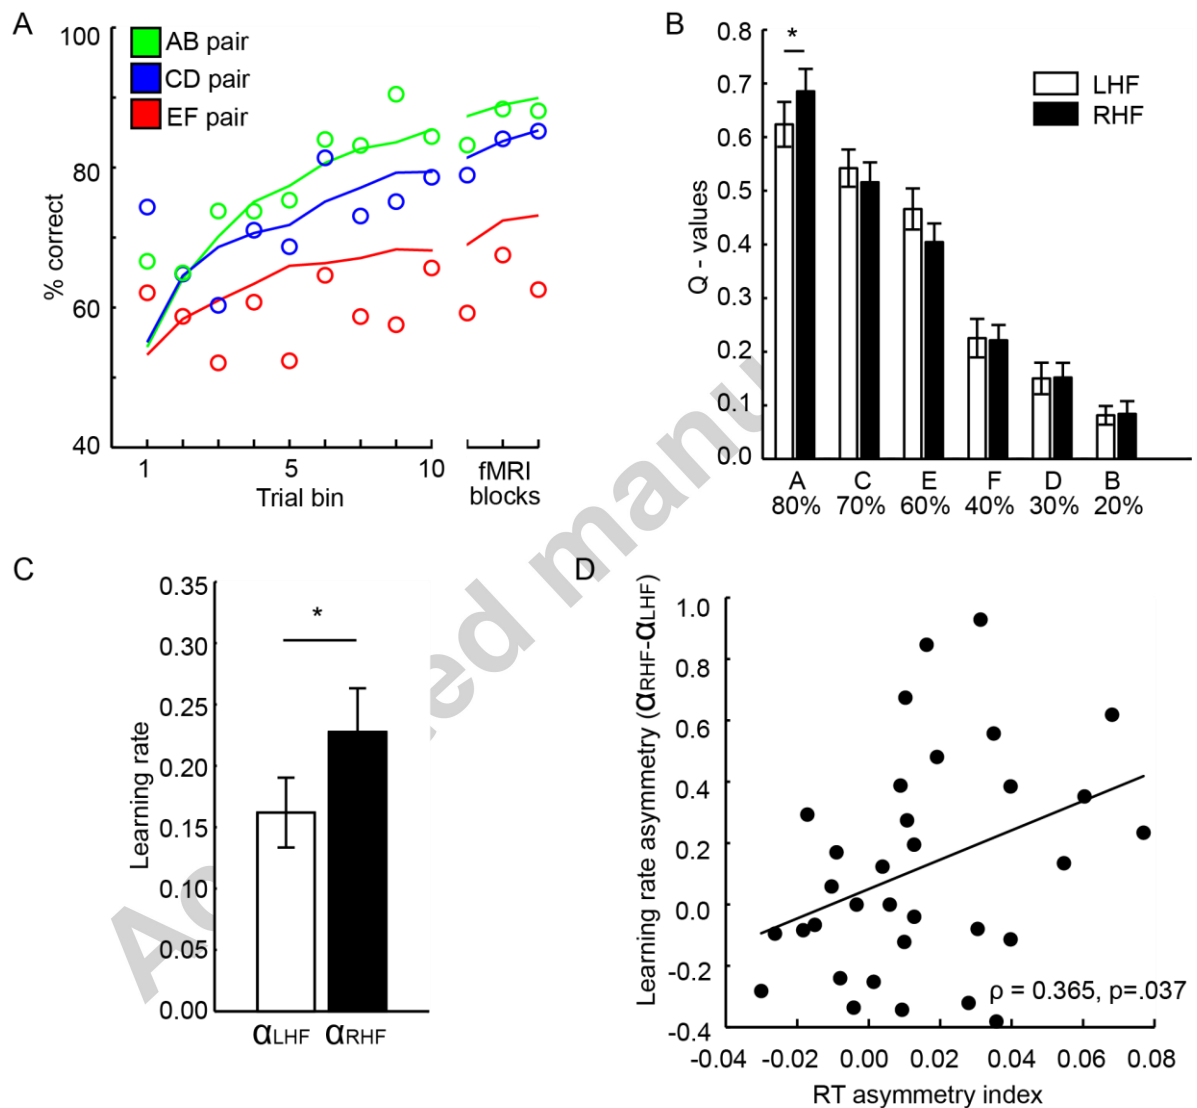 A
100
80
60
40
% correct
AB pair
CD pair
EF pair
1
5
10
Trial bin
fMRI
blocks
B
0.8
0.7
0.6
0.5
0.4
0.3
0.2
0.1
0.0
Q - values
*
LHF
RHF
A C E F D B
80% 70% 60% 40% 30% 20%
C
0.35
0.30
0.25
0.20
0.15
0.10
0.05
0.00
Learning rate
*
αLHF αRHF
D
1.0
0.8
0.6
0.4
0.2
0.0
-0.2
-0.4
Learning rate asymmetry (αRHF-αLHF)
ρ = 0.365, p=.037
-0.04 -0.02 0.00 0.02 0.04 0.06 0.08
RT asymmetry index